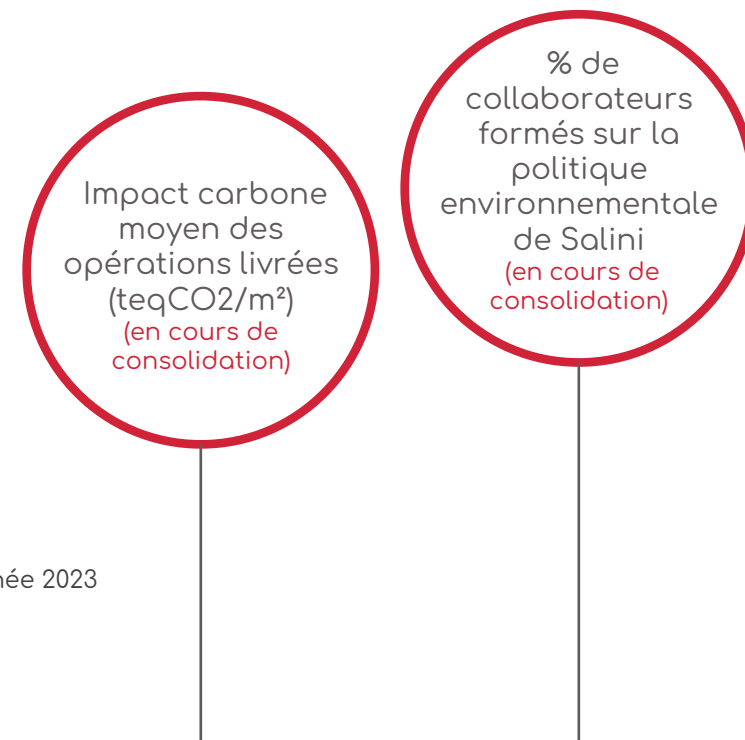 Impact carbone
moyen des
opérations livrées
(teqCO2/m²)
(en cours de
consolidation)
% de
collaborateurs
formés sur la
politique
environnementale
de Salini
(en cours de
consolidation)
2023